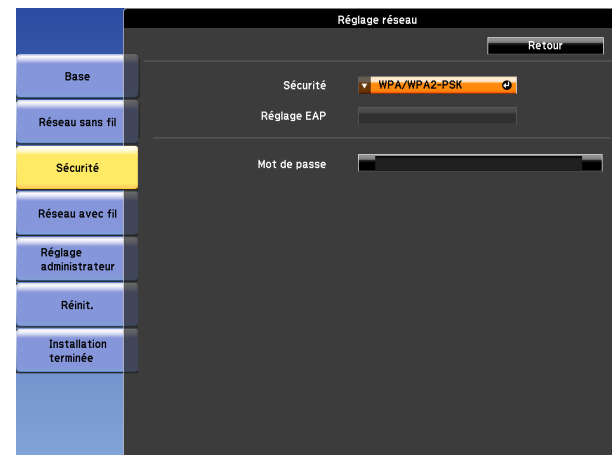 Réglage réseau
Retour
Base
Réseau sans fil
Sécurité
Réseau avec fil
Réglage
administrateur
Réinit.
Installation
terminée
Sécurité
WPA/WPA2-PSK
Réglage EAP
Mot de passe